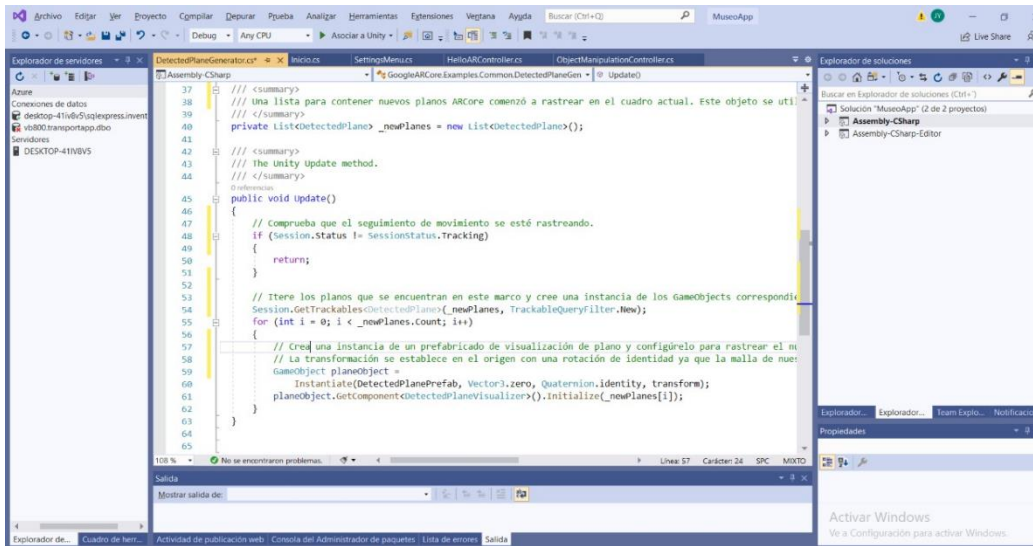 Archivo Editar Ver Proyecto Compilar Depurar Prueba Analizar Herramientas Extensiones Ventana Ayuda Buscar (Ctrl+Q) MuseoApp
Debug Any CPU Asociar a Unity Live Share
Explorador de servidores
Azure
Conexiones de datos
desktop-41iv8v5\sqlexpress.invent
vb800.transportapp.dbo
Servidores
DESKTOP-41IV8V5
DetectedPlaneGenerator.cs* Inicio.cs SettingsMenu.cs HelloARController.cs ObjectManipulationController.cs
Assembly-CSharp GoogleARCore.Examples.Common.DetectedPlaneGen Update()
37 /// <summary>
38 /// Una lista para contener nuevos planos ARCore comenzó a rastrear en el cuadro actual. Este objeto se util
39 /// </summary>
40 private List<DetectedPlane> _newPlanes = new List<DetectedPlane>();
41
42 /// <summary>
43 /// The Unity Update method.
44 /// </summary>
0 referencias
45 public void Update()
46 {
47 // Comprueba que el seguimiento de movimiento se esté rastreando.
48 if (Session.Status != SessionStatus.Tracking)
49 {
50 return;
51 }
52
53 // Itere los planos que se encuentran en este marco y cree una instancia de los GameObjects correspondie
54 Session.GetTrackables<DetectedPlane>(_newPlanes, TrackableQueryFilter.New);
55 for (int i = 0; i < _newPlanes.Count; i++)
56 {
57 // Crea una instancia de un prefabricado de visualización de plano y configúrelo para rastrear el nu
58 // La transformación se establece en el origen con una rotación de identidad ya que la malla de nues
59 GameObject planeObject =
60 Instantiate(DetectedPlanePrefab, Vector3.zero, Quaternion.identity, transform);
61 planeObject.GetComponent<DetectedPlaneVisualizer>().Initialize(_newPlanes[i]);
62 }
63 }
64
65
108 % No se encontraron problemas. Línea: 57 Carácter: 24 SPC MIXTO
Salida
Mostrar salida de:
Explorador de... Cuadro de herr... Actividad de publicación web Consola del Administrador de paquetes Lista de errores Salida
Explorador de soluciones
Buscar en Explorador de soluciones (Ctrl+')
Solución "MuseoApp" (2 de 2 proyectos)
Assembly-CSharp
Assembly-CSharp-Editor
Explorador... Explorador... Team Explo... Notificacio
Propiedades
Activar Windows
Ve a Configuración para activar Windows.